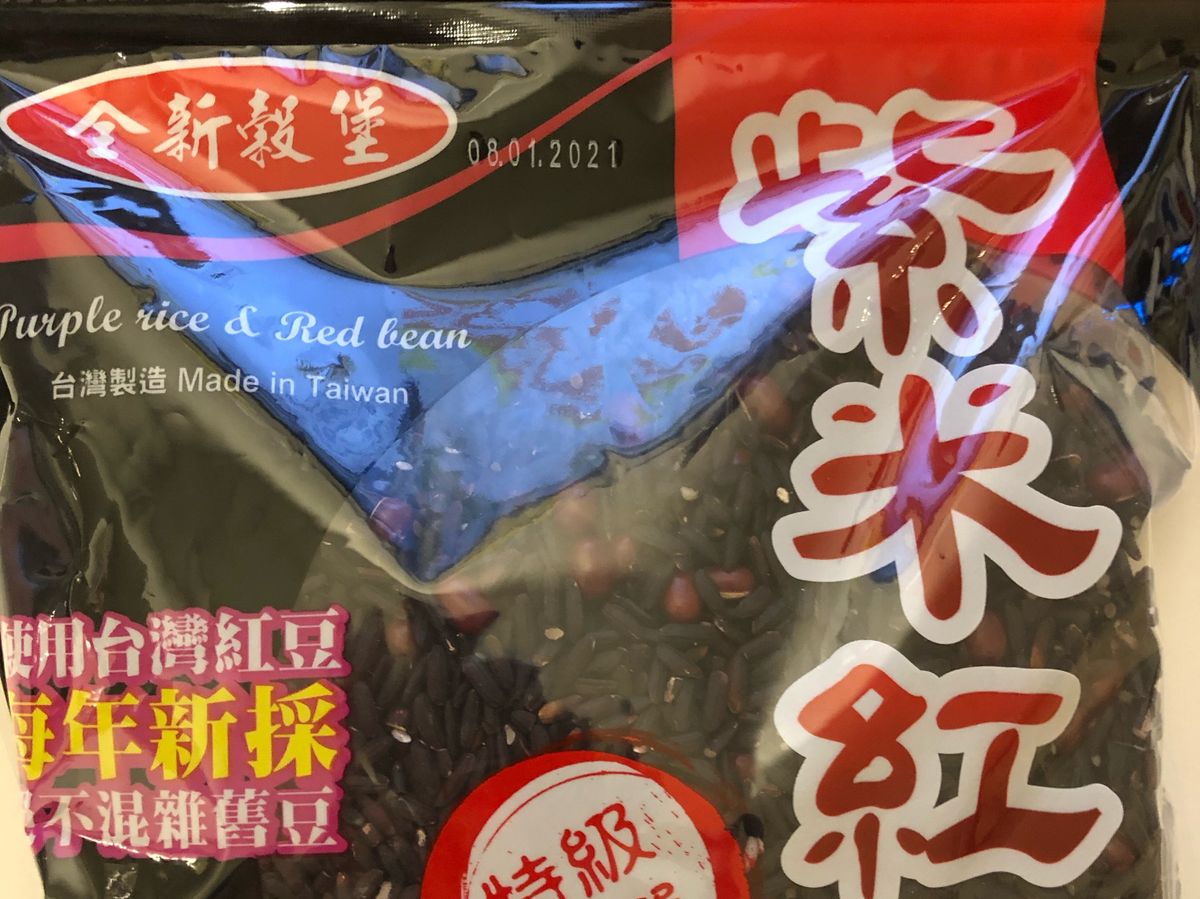 全新穀堡
08.01.2021
Purple rice & Red bean
台灣製造 Made in Taiwan
紫米紅
使用台灣紅豆
每年新採
不混雜舊豆
特級